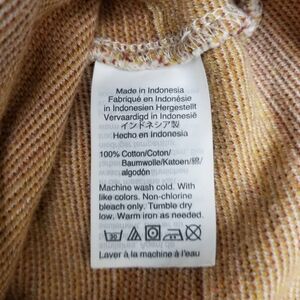 Made in Indonesia
Fabriqué en Indonésie
in Indonesien Hergestellt
Vervaardigd in Indonesië
インドネシア製
Hecho en Indonesia
100% Cotton/Coton/
Baumwolle/Katoen/綿/
algodón
Machine wash cold. With
like colors. Non-chlorine
bleach only. Tumble dry
low. Warm iron as needed.
Laver à la machine à l'eau